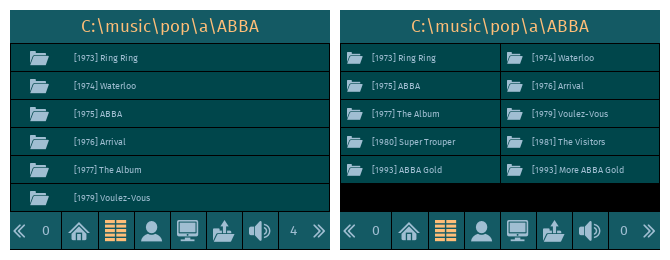 C:\music\pop\a\ABBA
[1973] Ring Ring
[1974] Waterloo
[1975] ABBA
[1976] Arrival
[1977] The Album
[1979] Voulez-Vous
0 4
C:\music\pop\a\ABBA
[1973] Ring Ring [1974] Waterloo
[1975] ABBA [1976] Arrival
[1977] The Album [1979] Voulez-Vous
[1980] Super Trouper [1981] The Visitors
[1993] ABBA Gold [1993] More ABBA Gold
0 0